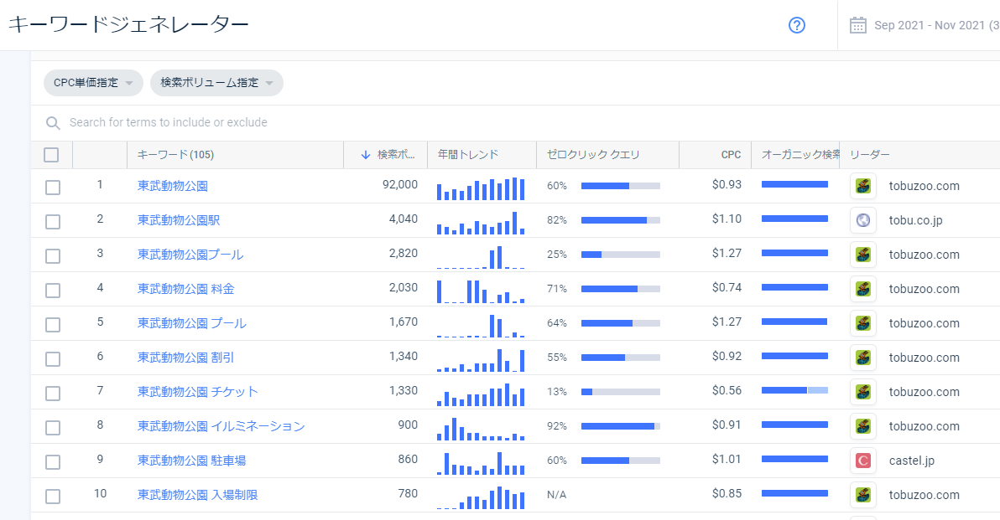 キーワードジェネレーター
Sep 2021 - Nov 2021 (3
CPC単価指定 検索ボリューム指定
Search for terms to include or exclude
キーワード(105) 検索ボ... 年間トレンド ゼロクリック クエリ CPC オーガニック検索 リーダー
1 東武動物公園 92,000 60% $0.93 tobuzoo.com
2 東武動物公園駅 4,040 82% $1.10 tobu.co.jp
3 東武動物公園プール 2,820 25% $1.27 tobuzoo.com
4 東武動物公園 料金 2,030 71% $0.74 tobuzoo.com
5 東武動物公園 プール 1,670 64% $1.27 tobuzoo.com
6 東武動物公園 割引 1,340 55% $0.92 tobuzoo.com
7 東武動物公園 チケット 1,330 13% $0.56 tobuzoo.com
8 東武動物公園 イルミネーション 900 92% $0.91 tobuzoo.com
9 東武動物公園 駐車場 860 60% $1.01 castel.jp
10 東武動物公園 入場制限 780 N/A $0.85 tobuzoo.com